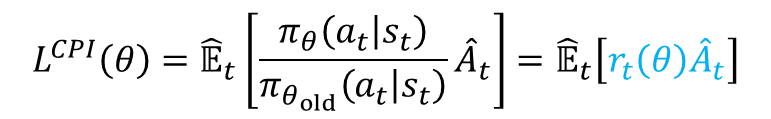 L^{CPI}(θ) = 𝔼̂_t [ π_θ(a_t|s_t) / π_{θ_old}(a_t|s_t) Â_t ] = 𝔼̂_t[r_t(θ)Â_t]